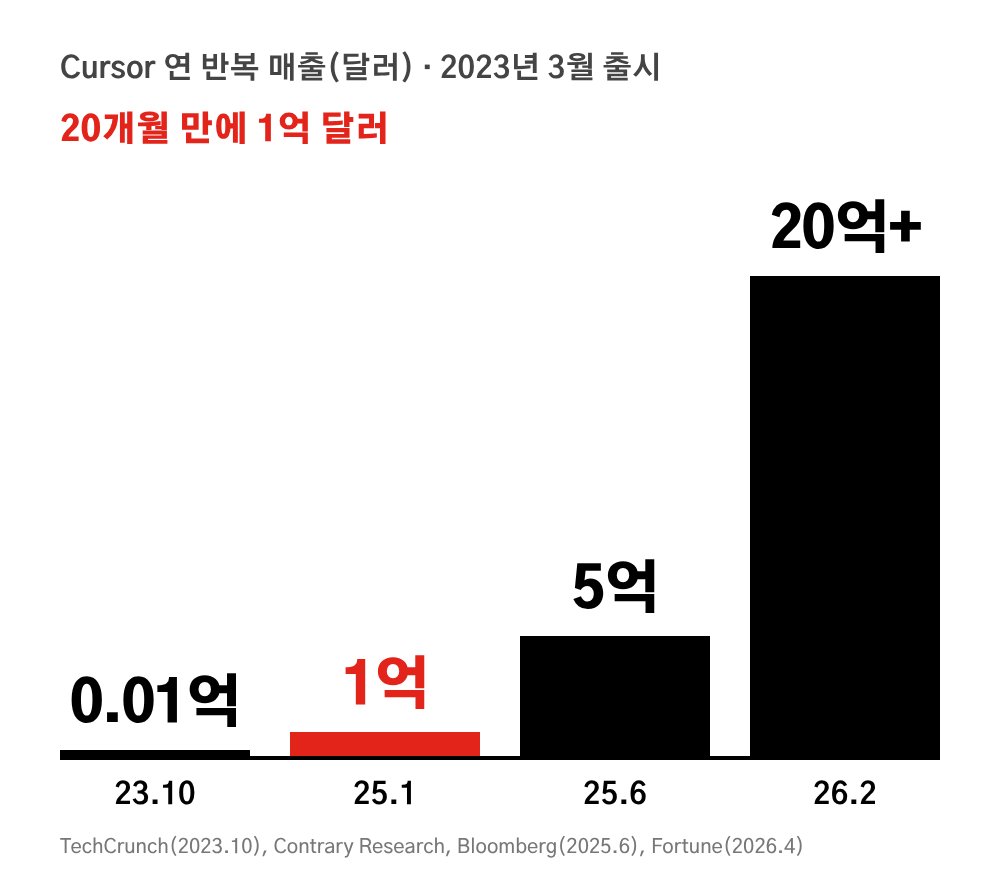 Cursor 연 반복 매출(달러) · 2023년 3월 출시
20개월 만에 1억 달러
20억+
5억
1억
0.01억
23.10 25.1 25.6 26.2
TechCrunch(2023.10), Contrary Research, Bloomberg(2025.6), Fortune(2026.4)